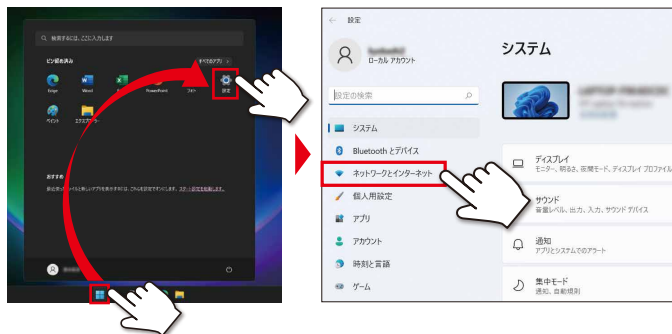 検索するには、ここに入力します
ピン留め済み
すべてのアプリ >
Edge
Word
PowerPoint
フォト
設定
ペイント
エクスプローラー
おすすめ
← 設定
ローカル アカウント
設定の検索
システム
Bluetooth とデバイス
ネットワークとインターネット
個人用設定
アプリ
アカウント
時刻と言語
ゲーム
システム
ディスプレイ
モニター、明るさ、夜間モード、ディスプレイ プロファイル
サウンド
音量レベル、出力、入力、サウンド デバイス
通知
アプリとシステムでのアラート
集中モード
通知、自動規則